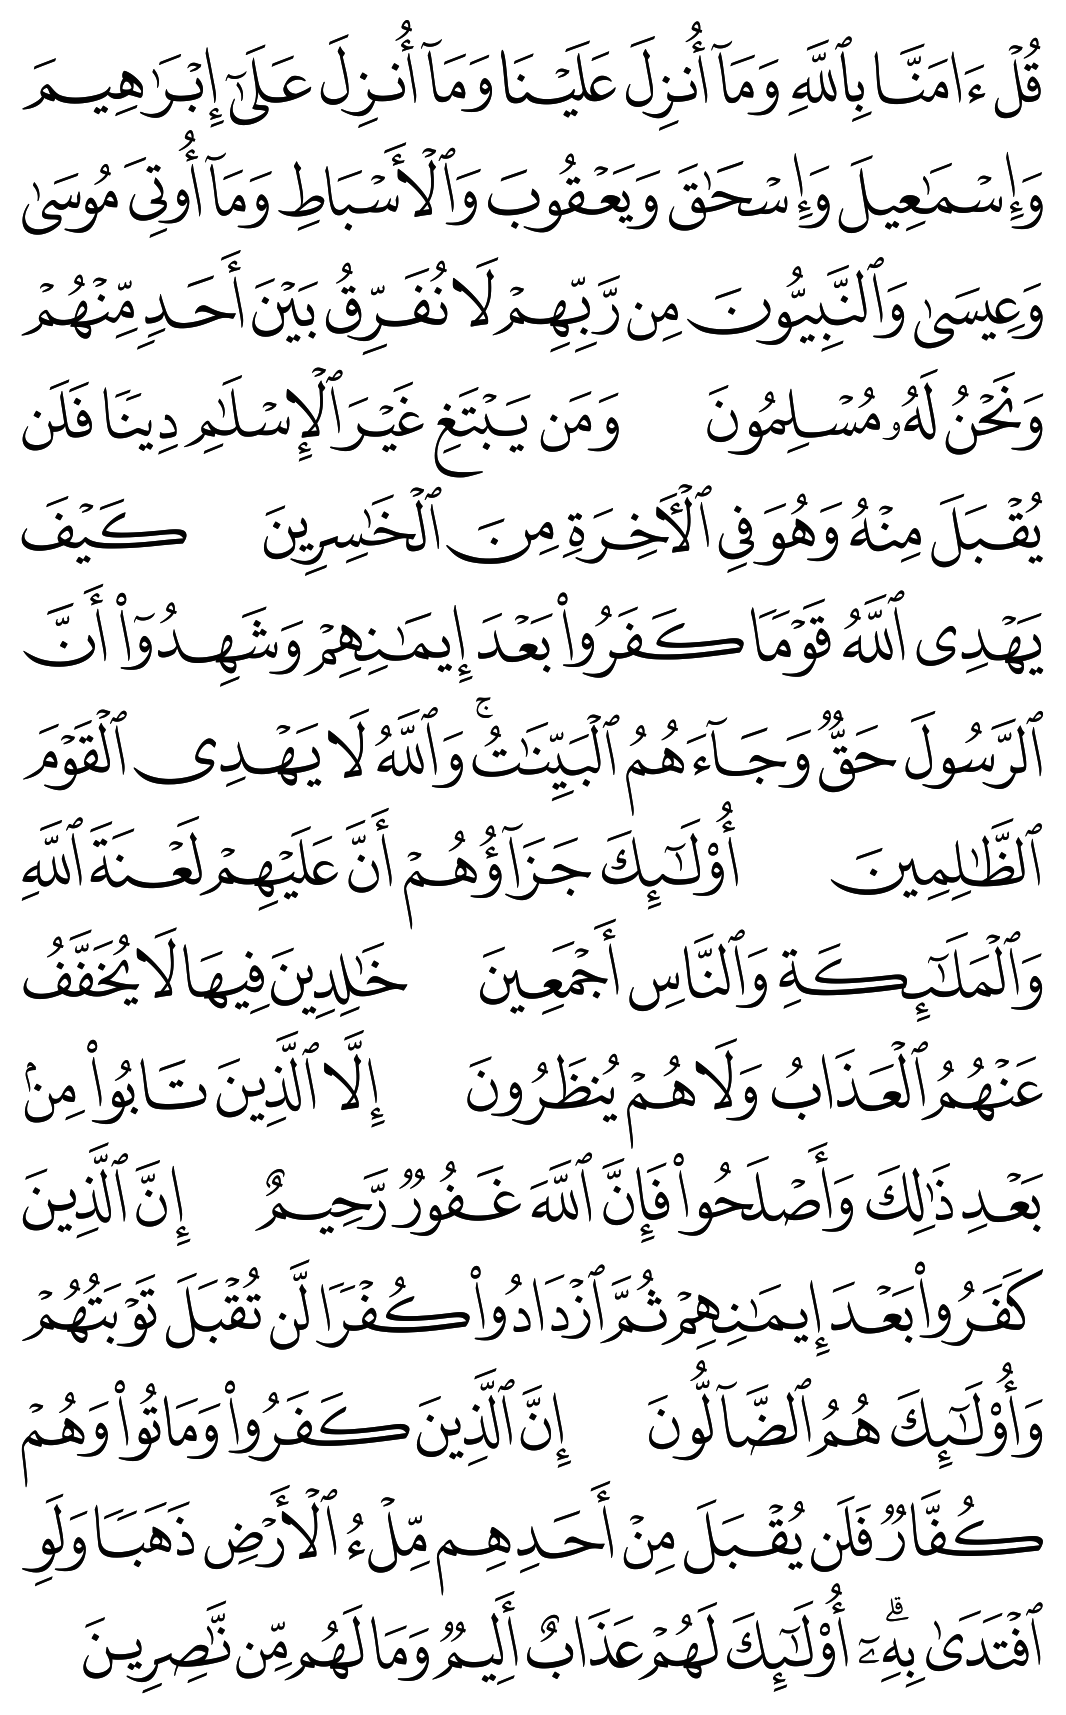 قُلۡ ءَامَنَّا بِٱللَّهِ وَمَآ أُنزِلَ عَلَيۡنَا وَمَآ أُنزِلَ عَلَىٰٓ إِبۡرَٰهِيمَ
وَإِسۡمَٰعِيلَ وَإِسۡحَٰقَ وَيَعۡقُوبَ وَٱلۡأَسۡبَاطِ وَمَآ أُوتِيَ مُوسَىٰ
وَعِيسَىٰ وَٱلنَّبِيُّونَ مِن رَّبِّهِمۡ لَا نُفَرِّقُ بَيۡنَ أَحَدٖ مِّنۡهُمۡ
وَنَحۡنُ لَهُۥ مُسۡلِمُونَ وَمَن يَبۡتَغِ غَيۡرَ ٱلۡإِسۡلَٰمِ دِينٗا فَلَن
يُقۡبَلَ مِنۡهُ وَهُوَ فِي ٱلۡأٓخِرَةِ مِنَ ٱلۡخَٰسِرِينَ كَيۡفَ
يَهۡدِي ٱللَّهُ قَوۡمٗا كَفَرُواْ بَعۡدَ إِيمَٰنِهِمۡ وَشَهِدُوٓاْ أَنَّ
ٱلرَّسُولَ حَقّٞ وَجَآءَهُمُ ٱلۡبَيِّنَٰتُۚ وَٱللَّهُ لَا يَهۡدِي ٱلۡقَوۡمَ
ٱلظَّٰلِمِينَ أُوْلَٰٓئِكَ جَزَآؤُهُمۡ أَنَّ عَلَيۡهِمۡ لَعۡنَةَ ٱللَّهِ
وَٱلۡمَلَٰٓئِكَةِ وَٱلنَّاسِ أَجۡمَعِينَ خَٰلِدِينَ فِيهَا لَا يُخَفَّفُ
عَنۡهُمُ ٱلۡعَذَابُ وَلَا هُمۡ يُنظَرُونَ إِلَّا ٱلَّذِينَ تَابُواْ مِنۢ
بَعۡدِ ذَٰلِكَ وَأَصۡلَحُواْ فَإِنَّ ٱللَّهَ غَفُورٞ رَّحِيمٌ إِنَّ ٱلَّذِينَ
كَفَرُواْ بَعۡدَ إِيمَٰنِهِمۡ ثُمَّ ٱزۡدَادُواْ كُفۡرٗا لَّن تُقۡبَلَ تَوۡبَتُهُمۡ
وَأُوْلَٰٓئِكَ هُمُ ٱلضَّآلُّونَ إِنَّ ٱلَّذِينَ كَفَرُواْ وَمَاتُواْ وَهُمۡ
كُفَّارٞ فَلَن يُقۡبَلَ مِنۡ أَحَدِهِم مِّلۡءُ ٱلۡأَرۡضِ ذَهَبٗا وَلَوِ
ٱفۡتَدَىٰ بِهِۦٓۗ أُوْلَٰٓئِكَ لَهُمۡ عَذَابٌ أَلِيمٞ وَمَا لَهُم مِّن نَّٰصِرِينَ